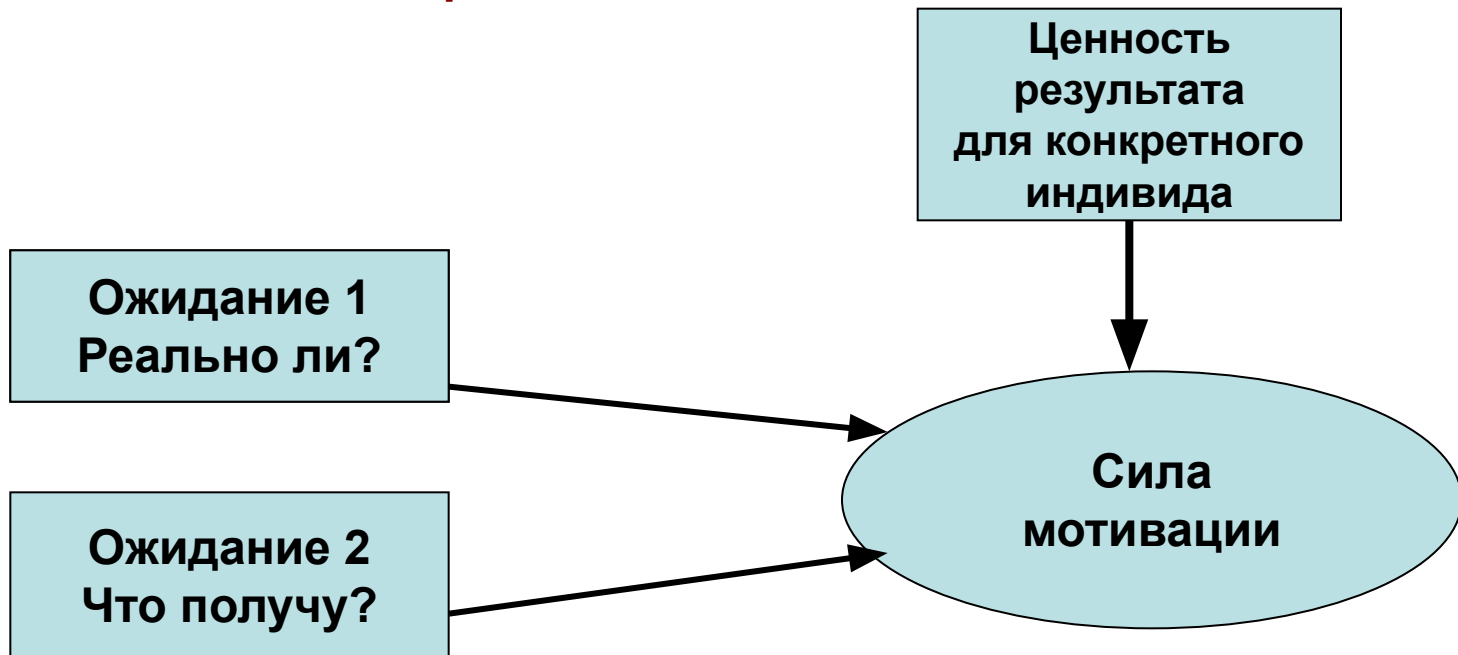 Ценность
результата
для конкретного
индивида
Ожидание 1
Реально ли?
Ожидание 2
Что получу?
Сила
мотивации